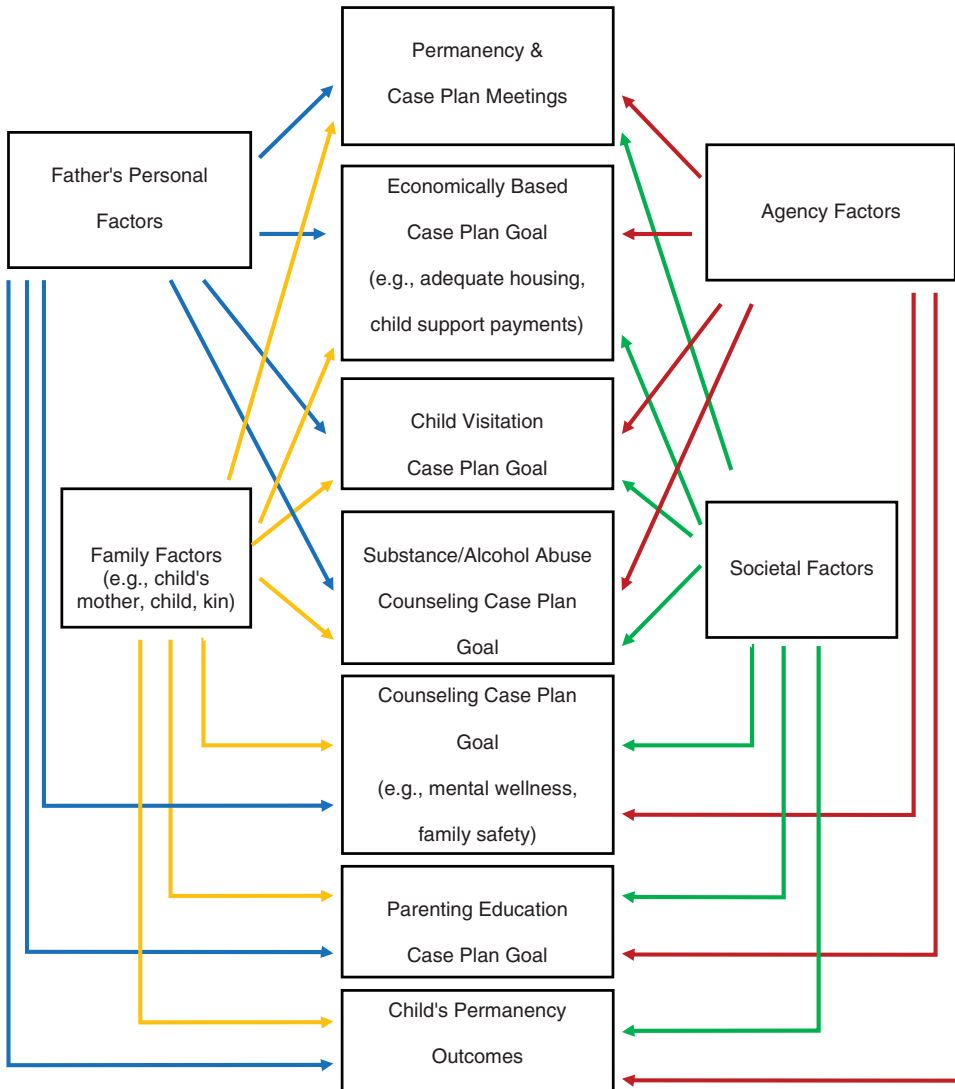 Permanency &
Case Plan Meetings
Father's Personal
Factors
Economically Based
Case Plan Goal
(e.g., adequate housing,
child support payments)
Agency Factors
Child Visitation
Case Plan Goal
Family Factors
(e.g., child's
mother, child, kin)
Substance/Alcohol Abuse
Counseling Case Plan
Goal
Societal Factors
Counseling Case Plan
Goal
(e.g., mental wellness,
family safety)
Parenting Education
Case Plan Goal
Child's Permanency
Outcomes